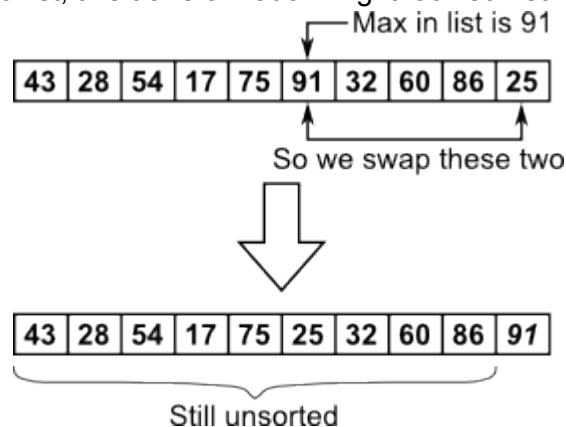 Max in list is 91
43 28 54 17 75 91 32 60 86 25
So we swap these two
43 28 54 17 75 25 32 60 86 91
Still unsorted